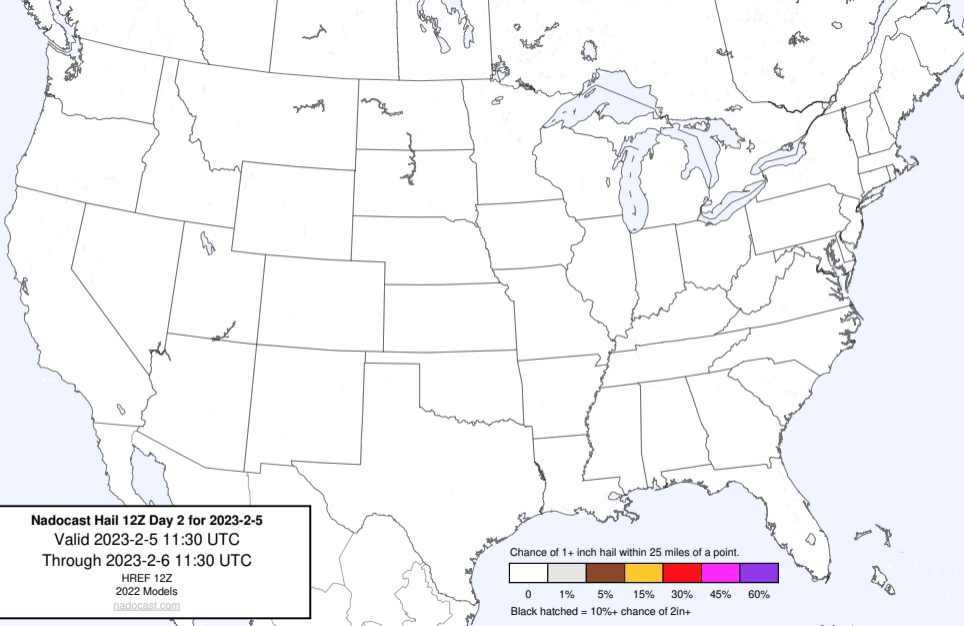 Nadocast Hail 12Z Day 2 for 2023-2-5
Valid 2023-2-5 11:30 UTC
Through 2023-2-6 11:30 UTC
HREF 12Z
2022 Models
nadocast.com
Chance of 1+ inch hail within 25 miles of a point.
0 1% 5% 15% 30% 45% 60%
Black hatched = 10%+ chance of 2in+